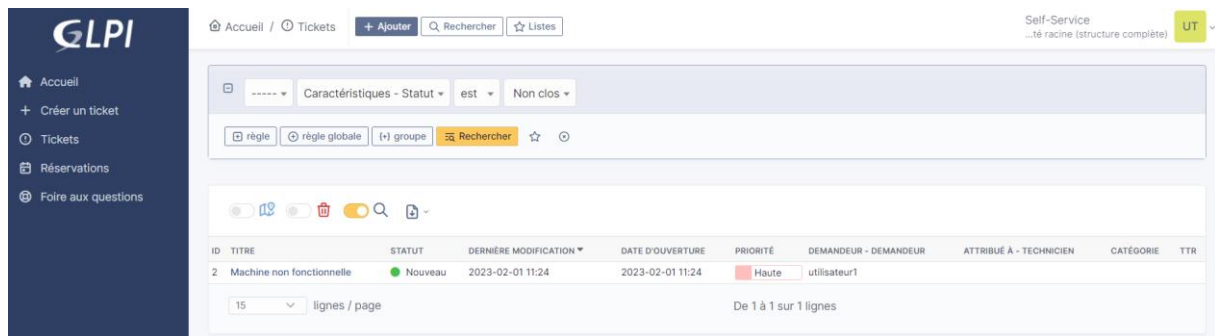 GLPI
Accueil / Tickets + Ajouter Rechercher Listes
Self-Service
...té racine (structure complète)
UT
Accueil
+ Créer un ticket
Tickets
Réservations
Foire aux questions
----- Caractéristiques - Statut est Non clos
règle règle globale {+} groupe Rechercher
ID TITRE STATUT DERNIÈRE MODIFICATION DATE D'OUVERTURE PRIORITÉ DEMANDEUR - DEMANDEUR ATTRIBUÉ À - TECHNICIEN CATÉGORIE TTR
2 Machine non fonctionnelle Nouveau 2023-02-01 11:24 2023-02-01 11:24 Haute utilisateur1
15 lignes / page De 1 à 1 sur 1 lignes